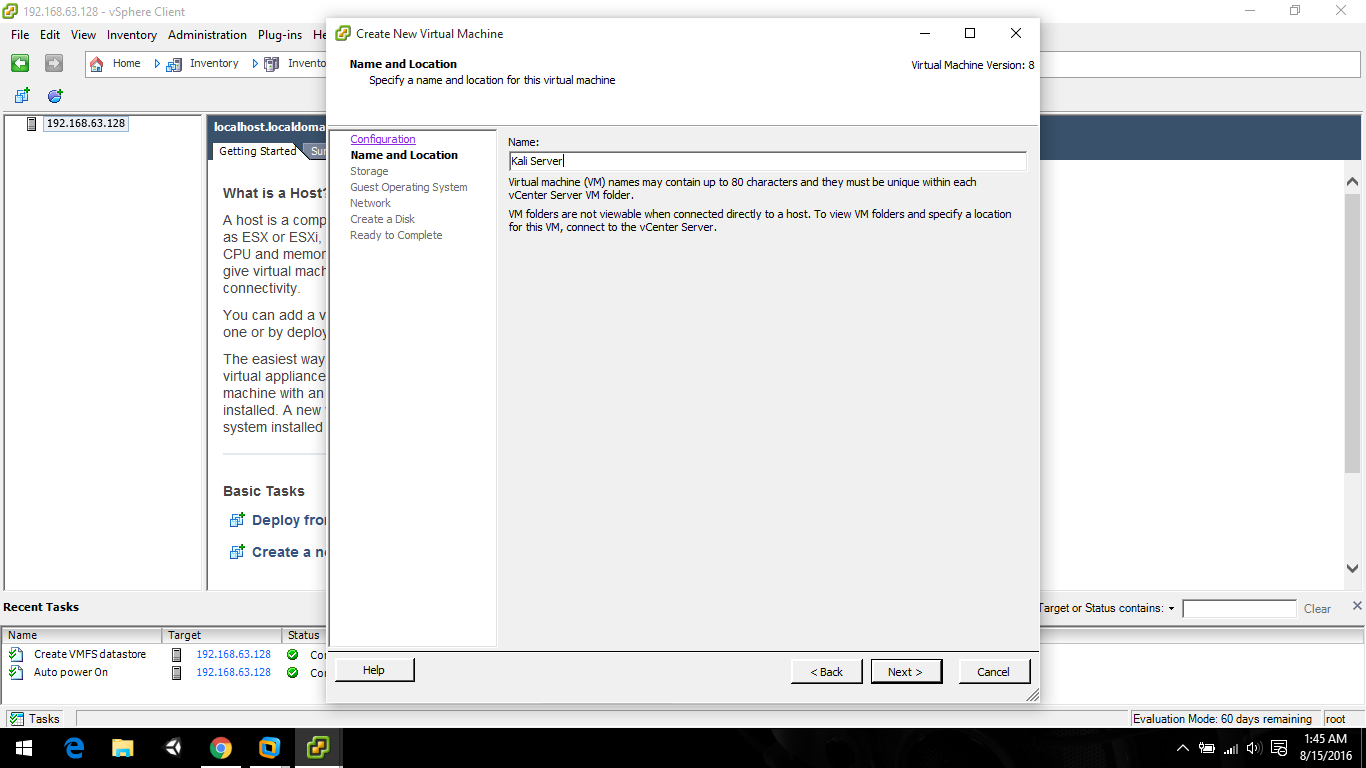 192.168.63.128 - vSphere Client
File Edit View Inventory Administration Plug-ins He
Home Inventory Invento
192.168.63.128
localhost.localdoma
Getting Started Sur
What is a Host?
A host is a comp
as ESX or ESXi,
CPU and memor
give virtual mach
connectivity.
You can add a v
one or by deploy
The easiest way
virtual appliance
machine with an
installed. A new
system installed
Basic Tasks
Deploy fro
Create a ne
Create New Virtual Machine
Name and Location
Specify a name and location for this virtual machine
Virtual Machine Version: 8
Configuration
Name and Location
Storage
Guest Operating System
Network
Create a Disk
Ready to Complete
Name:
Kali Server
Virtual machine (VM) names may contain up to 80 characters and they must be unique within each
vCenter Server VM folder.
VM folders are not viewable when connected directly to a host. To view VM folders and specify a location
for this VM, connect to the vCenter Server.
Help < Back Next > Cancel
Recent Tasks
Target or Status contains: Clear
Name Target Status
Create VMFS datastore 192.168.63.128 Co
Auto power On 192.168.63.128 Co
Tasks Evaluation Mode: 60 days remaining root
1:45 AM
8/15/2016